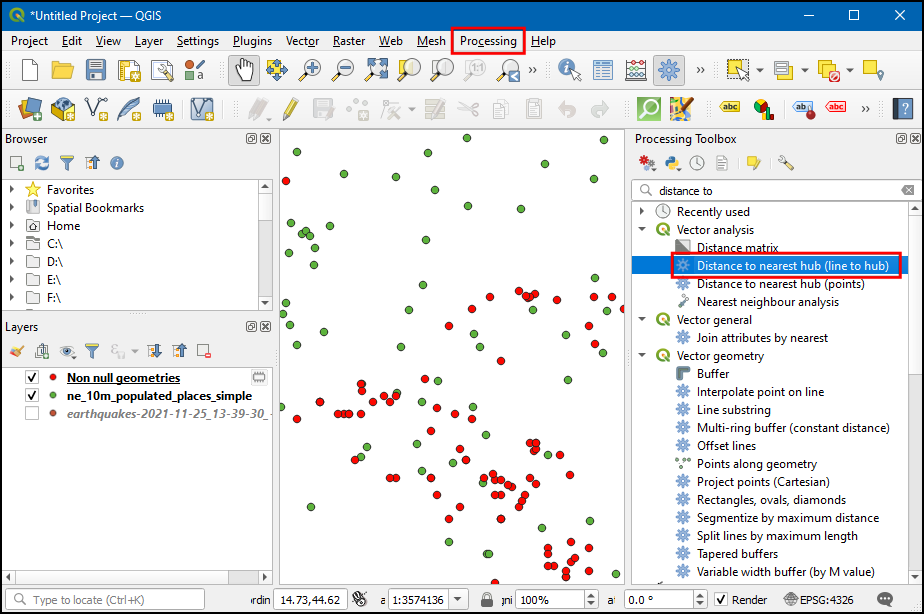 *Untitled Project — QGIS
Project Edit View Layer Settings Plugins Vector Raster Web Mesh Processing Help
1:1
»
»
abc
ab
abc
»
?
Browser
Favorites
Spatial Bookmarks
Home
C:\
D:\
E:\
F:\
Layers
Non null geometries
ne_10m_populated_places_simple
earthquakes-2021-11-25_13-39-30_
Processing Toolbox
distance to
Recently used
Vector analysis
Distance matrix
Distance to nearest hub (line to hub)
Distance to nearest hub (points)
Nearest neighbour analysis
Vector general
Join attributes by nearest
Vector geometry
Buffer
Interpolate point on line
Line substring
Multi-ring buffer (constant distance)
Offset lines
Points along geometry
Project points (Cartesian)
Rectangles, ovals, diamonds
Segmentize by maximum distance
Split lines by maximum length
Tapered buffers
Variable width buffer (by M value)
Type to locate (Ctrl+K) ordin 14.73,44.62 a 1:3574136 gni 100% at 0.0 ° Render EPSG:4326